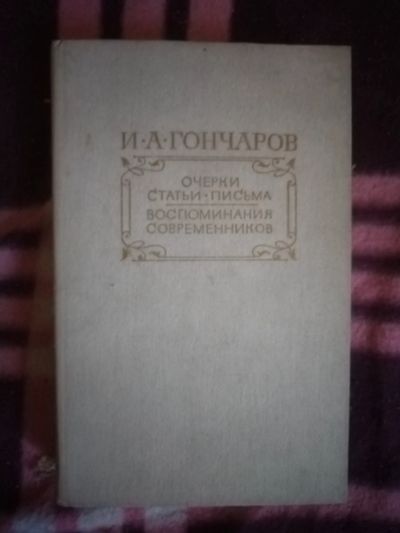 И·А·ГОНЧАРОВ
ОЧЕРКИ
СТАТЬИ·ПИСЬМА
ВОСПОМИНАНИЯ
СОВРЕМЕННИКОВ